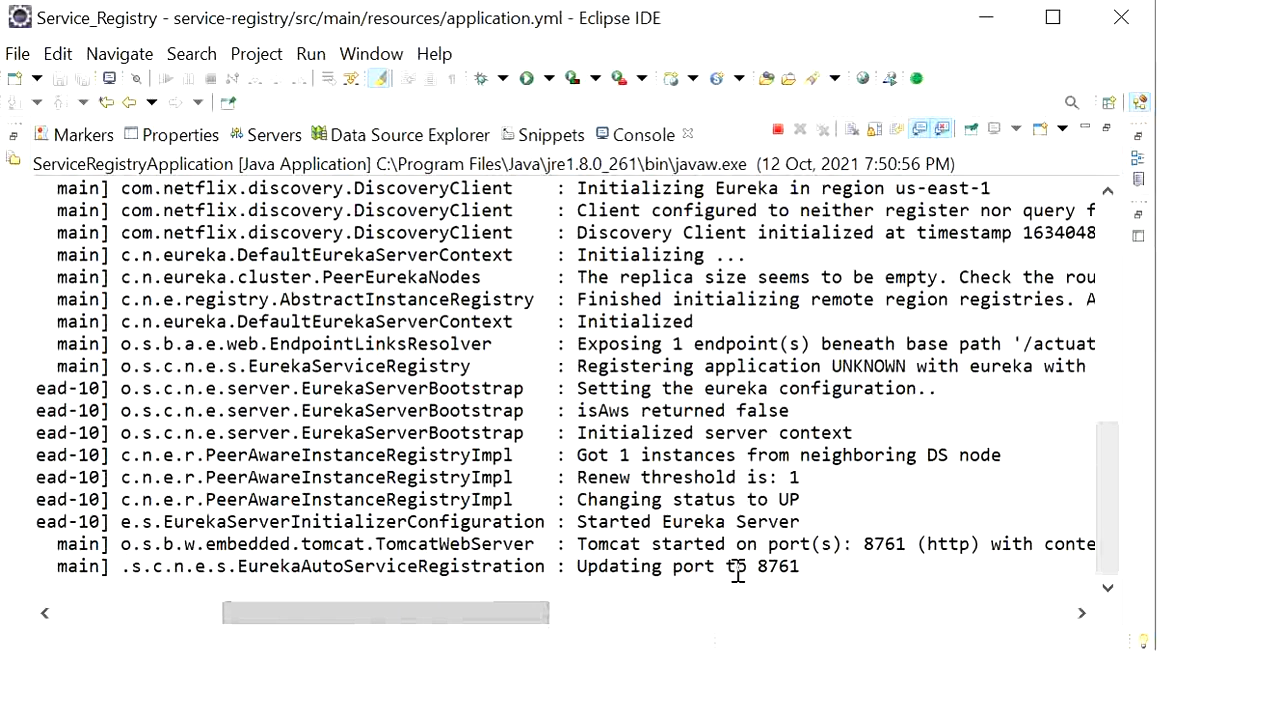 Service_Registry - service-registry/src/main/resources/application.yml - Eclipse IDE
File Edit Navigate Search Project Run Window Help
Markers Properties Servers Data Source Explorer Snippets Console
ServiceRegistryApplication [Java Application] C:\Program Files\Java\jre1.8.0_261\bin\javaw.exe (12 Oct, 2021 7:50:56 PM)
main] com.netflix.discovery.DiscoveryClient : Initializing Eureka in region us-east-1
main] com.netflix.discovery.DiscoveryClient : Client configured to neither register nor query f
main] com.netflix.discovery.DiscoveryClient : Discovery Client initialized at timestamp 1634048
main] c.n.eureka.DefaultEurekaServerContext : Initializing ...
main] c.n.eureka.cluster.PeerEurekaNodes : The replica size seems to be empty. Check the rou
main] c.n.e.registry.AbstractInstanceRegistry : Finished initializing remote region registries. A
main] c.n.eureka.DefaultEurekaServerContext : Initialized
main] o.s.b.a.e.web.EndpointLinksResolver : Exposing 1 endpoint(s) beneath base path '/actuat
main] o.s.c.n.e.s.EurekaServiceRegistry : Registering application UNKNOWN with eureka with
ead-10] o.s.c.n.e.server.EurekaServerBootstrap : Setting the eureka configuration..
ead-10] o.s.c.n.e.server.EurekaServerBootstrap : isAws returned false
ead-10] o.s.c.n.e.server.EurekaServerBootstrap : Initialized server context
ead-10] c.n.e.r.PeerAwareInstanceRegistryImpl : Got 1 instances from neighboring DS node
ead-10] c.n.e.r.PeerAwareInstanceRegistryImpl : Renew threshold is: 1
ead-10] c.n.e.r.PeerAwareInstanceRegistryImpl : Changing status to UP
ead-10] e.s.EurekaServerInitializerConfiguration : Started Eureka Server
main] o.s.b.w.embedded.tomcat.TomcatWebServer : Tomcat started on port(s): 8761 (http) with conte
main] .s.c.n.e.s.EurekaAutoServiceRegistration : Updating port to 8761